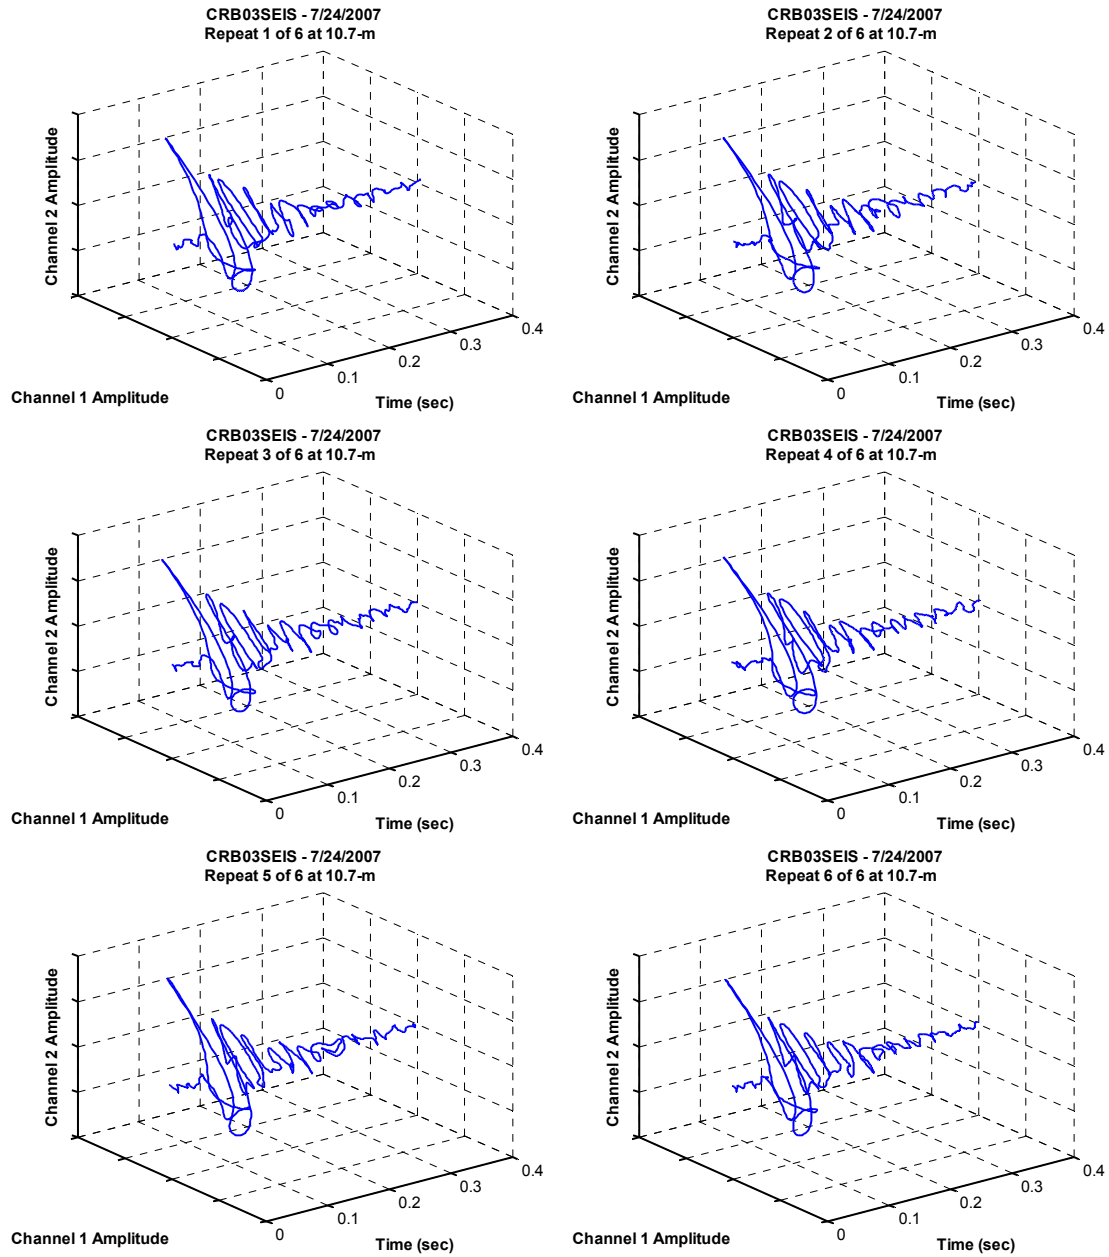 CRB03SEIS - 7/24/2007
Repeat 1 of 6 at 10.7-m
Channel 2 Amplitude
0.4
0.3
0.2
0.1
0
Channel 1 Amplitude
Time (sec)
CRB03SEIS - 7/24/2007
Repeat 2 of 6 at 10.7-m
Channel 2 Amplitude
0.4
0.3
0.2
0.1
0
Channel 1 Amplitude
Time (sec)
CRB03SEIS - 7/24/2007
Repeat 3 of 6 at 10.7-m
Channel 2 Amplitude
0.4
0.3
0.2
0.1
0
Channel 1 Amplitude
Time (sec)
CRB03SEIS - 7/24/2007
Repeat 4 of 6 at 10.7-m
Channel 2 Amplitude
0.4
0.3
0.2
0.1
0
Channel 1 Amplitude
Time (sec)
CRB03SEIS - 7/24/2007
Repeat 5 of 6 at 10.7-m
Channel 2 Amplitude
0.4
0.3
0.2
0.1
0
Channel 1 Amplitude
Time (sec)
CRB03SEIS - 7/24/2007
Repeat 6 of 6 at 10.7-m
Channel 2 Amplitude
0.4
0.3
0.2
0.1
0
Channel 1 Amplitude
Time (sec)